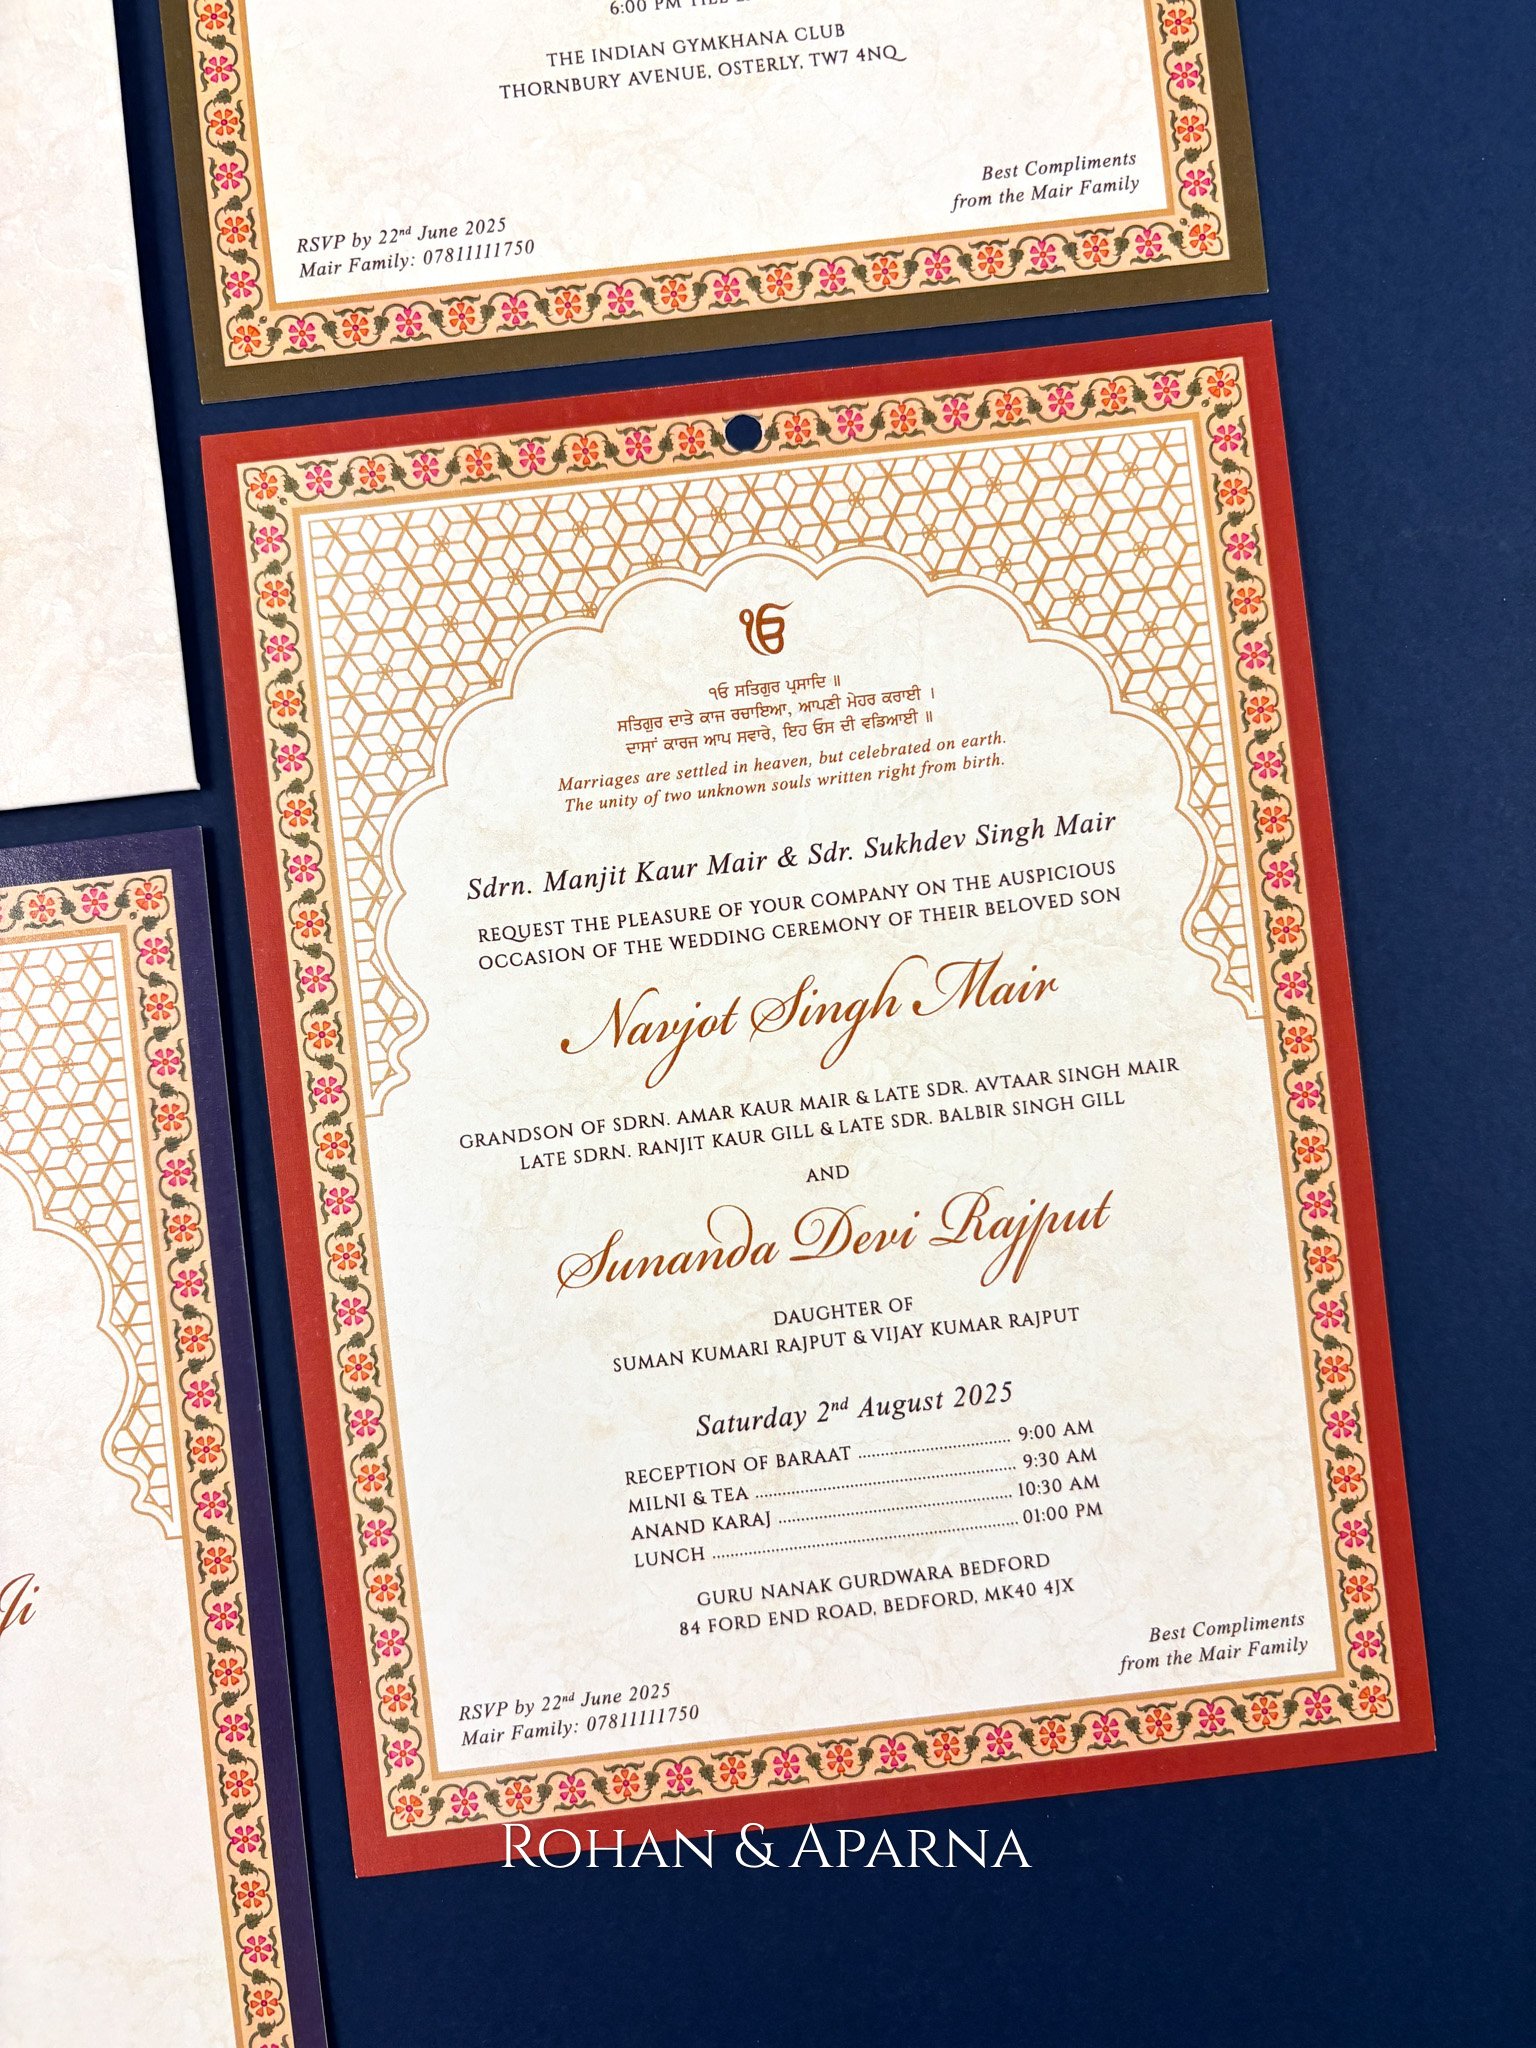 THE INDIAN GYMKHANA CLUB
THORNBURY AVENUE, OSTERLY, TW7 4NQ
Best Compliments
from the Mair Family
RSVP by 22nd June 2025
Mair Family: 07811111750
ੴ
ੴ ਸਤਿਗੁਰ ਪ੍ਰਸਾਦਿ ॥
ਸਤਿਗੁਰ ਦਾਤੇ ਕਾਜ ਰਚਾਇਆ, ਆਪਣੀ ਮੇਹਰ ਕਰਾਈ ।
ਦਾਸਾਂ ਕਾਰਜ ਆਪ ਸਵਾਰੇ, ਇਹ ਓਸ ਦੀ ਵਡਿਆਈ ॥
Marriages are settled in heaven, but celebrated on earth.
The unity of two unknown souls written right from birth.
Sdrn. Manjit Kaur Mair & Sdr. Sukhdev Singh Mair
REQUEST THE PLEASURE OF YOUR COMPANY ON THE AUSPICIOUS
OCCASION OF THE WEDDING CEREMONY OF THEIR BELOVED SON
Navjot Singh Mair
GRANDSON OF SDRN. AMAR KAUR MAIR & LATE SDR. AVTAAR SINGH MAIR
LATE SDRN. RANJIT KAUR GILL & LATE SDR. BALBIR SINGH GILL
AND
Sunanda Devi Rajput
DAUGHTER OF
SUMAN KUMARI RAJPUT & VIJAY KUMAR RAJPUT
Saturday 2nd August 2025
RECEPTION OF BARAAT ........................................ 9:00 AM
MILNI & TEA ........................................ 9:30 AM
ANAND KARAJ ........................................ 10:30 AM
LUNCH ........................................ 01:00 PM
GURU NANAK GURDWARA BEDFORD
84 FORD END ROAD, BEDFORD, MK40 4JX
Best Compliments
from the Mair Family
RSVP by 22nd June 2025
Mair Family: 07811111750
Ji
ROHAN & APARNA